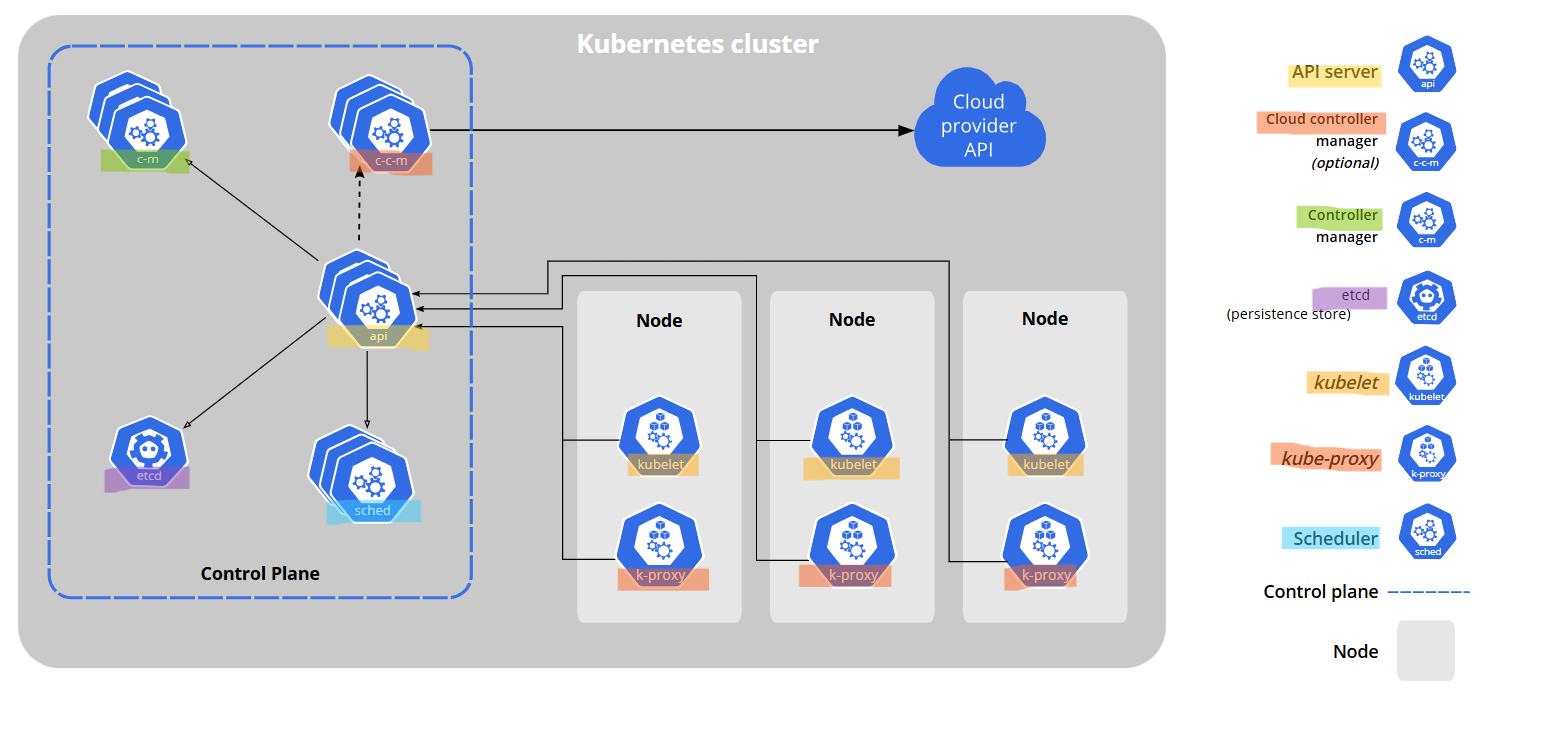 Kubernetes cluster
c-m
c-c-m
Cloud
provider
API
api
etcd
sched
Control Plane
Node
Node
Node
kubelet
kubelet
kubelet
k-proxy
k-proxy
k-proxy
API server
api
Cloud controller
manager
(optional)
c-c-m
Controller
manager
c-m
etcd
(persistence store)
etcd
kubelet
kubelet
kube-proxy
k-proxy
Scheduler
sched
Control plane
Node